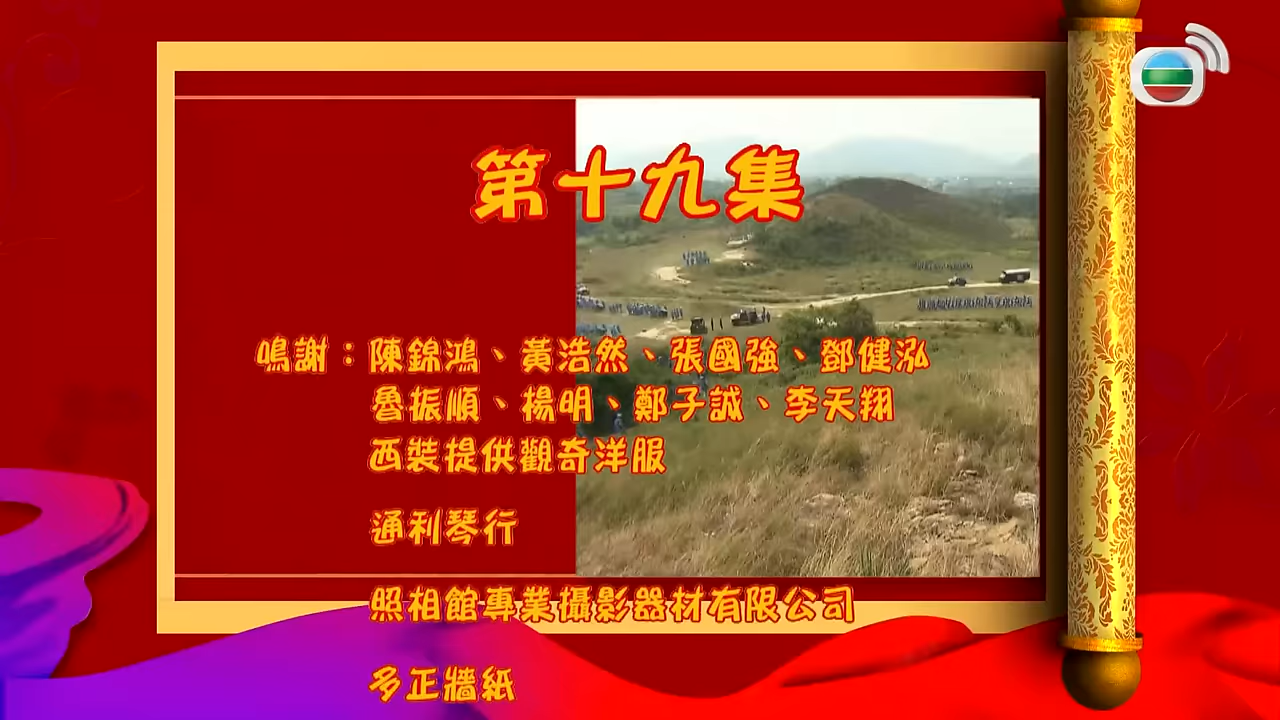 第十九集
鳴謝：陳錦鴻、黃浩然、張國強、鄧健泓
魯振順、楊明、鄭子誠、李天翔
西裝提供觀奇洋服
通利琴行
照相館專業攝影器材有限公司
多正牆紙